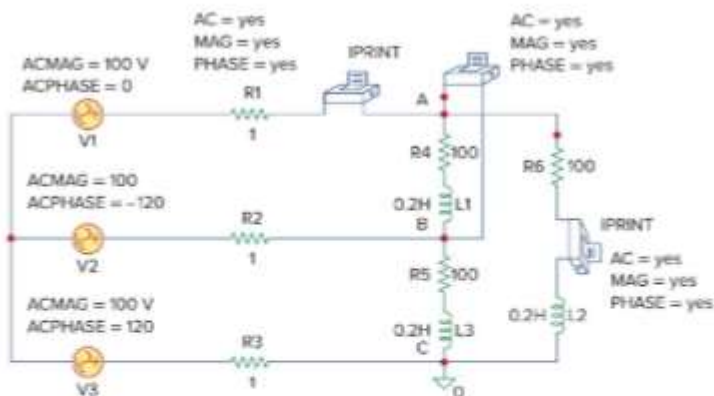 AC = yes
MAG = yes
PHASE = yes
IPRINT
AC = yes
MAG = yes
PHASE = yes
ACMAG = 100 V
ACPHASE = 0
R1
A
V1
1
R4
100
R6
100
ACMAG = 100
ACPHASE = -120
R2
0.2H
L1
B
IPRINT
V2
1
R5
100
AC = yes
MAG = yes
PHASE = yes
ACMAG = 100 V
ACPHASE = 120
R3
0.2H
L3
0.2H
L2
C
V3
1
0